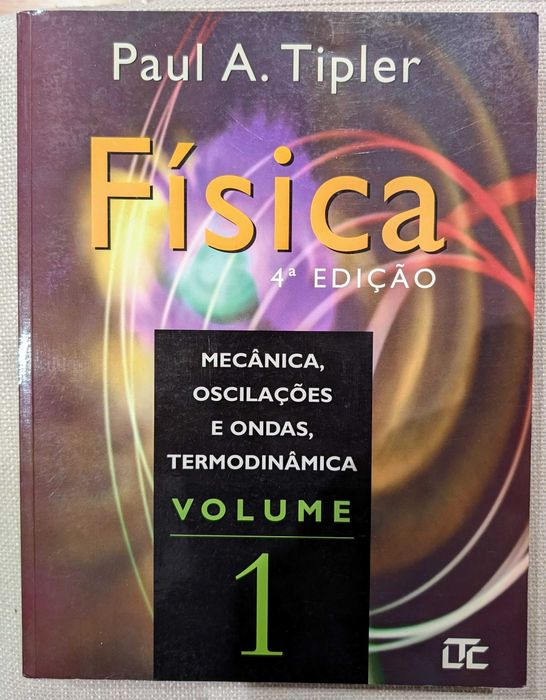 Paul A. Tipler
Física
4ª EDIÇÃO
MECÂNICA,
OSCILAÇÕES
E ONDAS,
TERMODINÂMICA
VOLUME
1
LTC